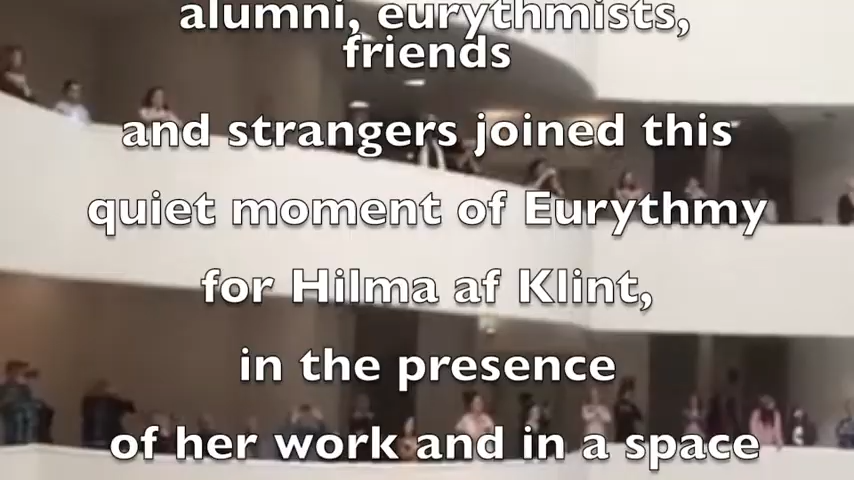 alumni, eurythmists,
friends
and strangers joined this
quiet moment of Eurythmy
for Hilma af Klint,
in the presence
of her work and in a space